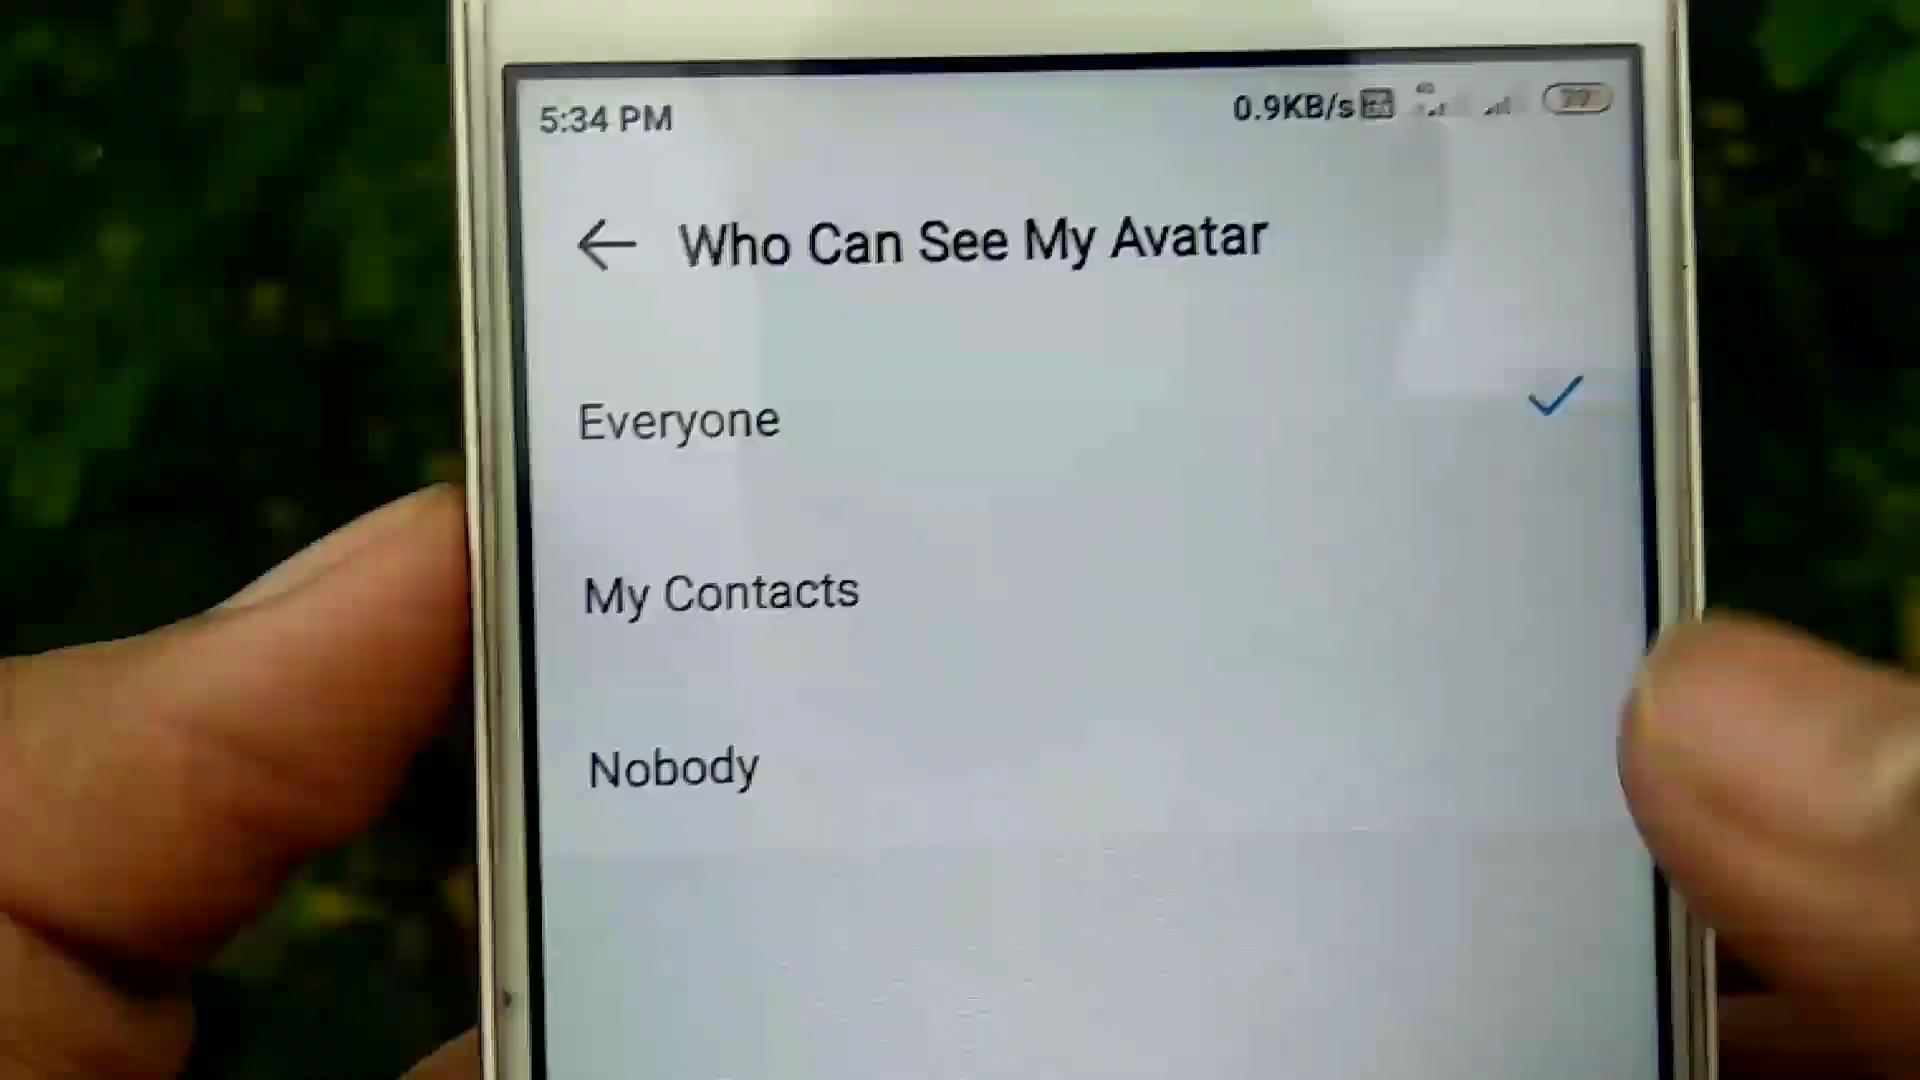 5:34 PM
0.9KB/s
Who Can See My Avatar
Everyone
My Contacts
Nobody